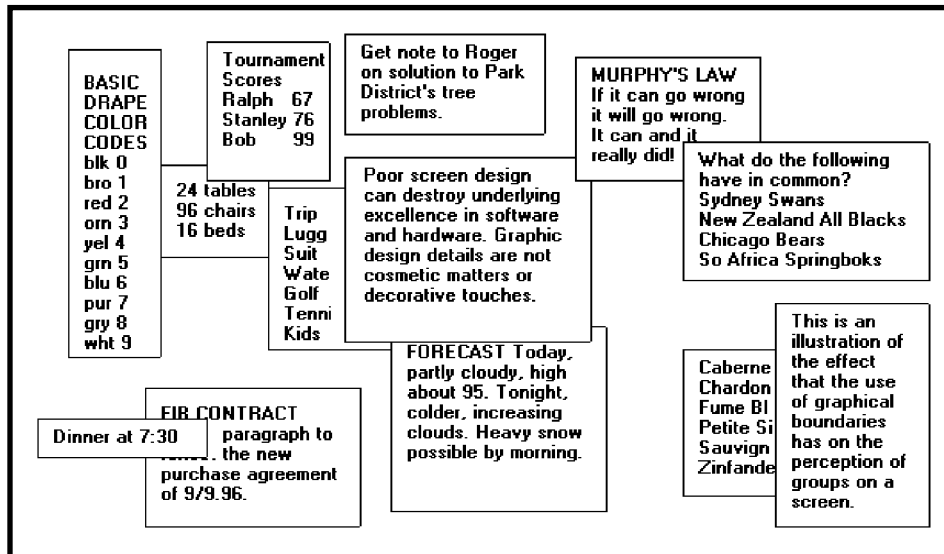 BASIC
DRAPE
COLOR
CODES
blk 0
bro 1
red 2
orn 3
yel 4
grn 5
blu 6
pur 7
gry 8
wht 9
Tournament
Scores
Ralph 67
Stanley 76
Bob 99
24 tables
96 chairs
16 beds
Trip
Lugg
Suit
Wate
Golf
Tenni
Kids
Get note to Roger
on solution to Park
District's tree
problems.
Poor screen design
can destroy underlying
excellence in software
and hardware. Graphic
design details are not
cosmetic matters or
decorative touches.
MURPHY'S LAW
If it can go wrong
it will go wrong.
It can and it
really did!
What do the following
have in common?
Sydney Swans
New Zealand All Blacks
Chicago Bears
So Africa Springboks
FORECAST Today,
partly cloudy, high
about 95. Tonight,
colder, increasing
clouds. Heavy snow
possible by morning.
CONTRACT
Dinner at 7:30
paragraph to
the new
purchase agreement
of 9/9.96.
Caberne
Chardon
Fume Bl
Petite Si
Sauvign
Zinfande
This is an
illustration of
the effect
that the use
of graphical
boundaries
has on the
perception of
groups on a
screen.